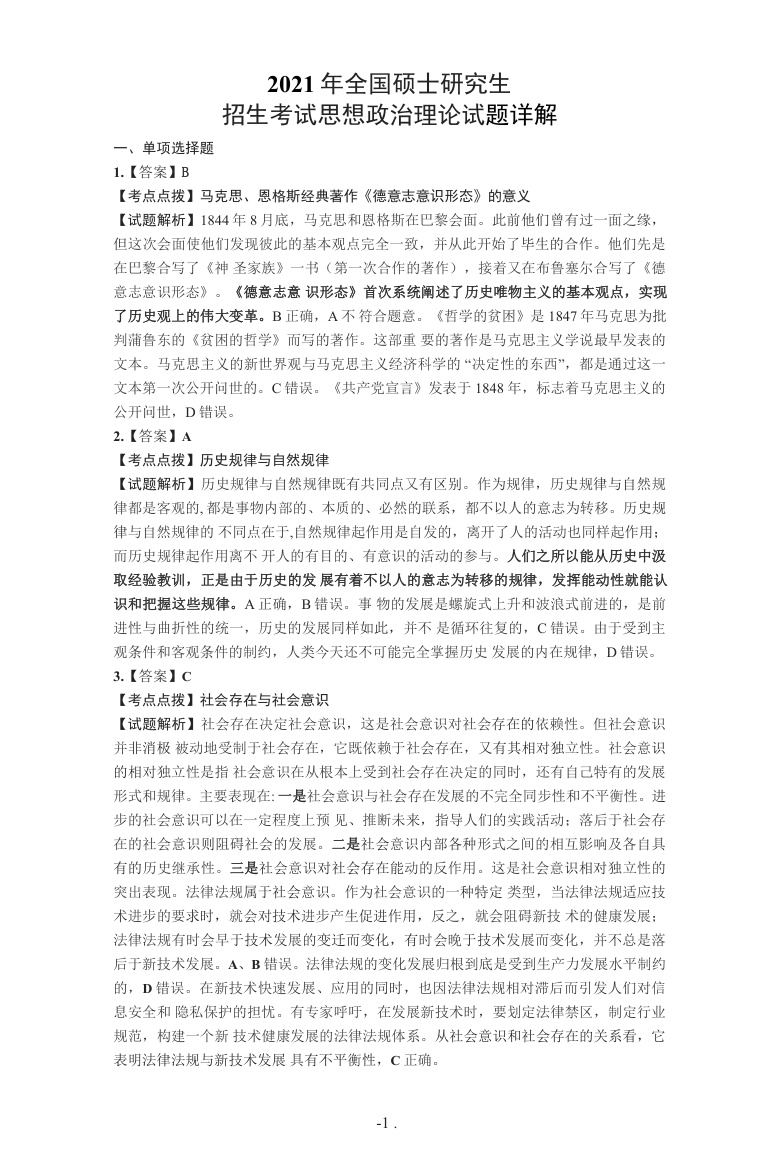 2021 年全国硕士研究生
招生考试思想政治理论试题详解
一、单项选择题
1.【答案】B
【考点点拨】马克思、恩格斯经典著作《德意志意识形态》的意义
【试题解析】1844 年 8 月底，马克思和恩格斯在巴黎会面。此前他们曾有过一面之缘，
但这次会面使他们发现彼此的基本观点完全一致，并从此开始了毕生的合作。他们先是
在巴黎合写了《神 圣家族》一书（第一次合作的著作），接着又在布鲁塞尔合写了《德
意志意识形态》。《德意志意 识形态》首次系统阐述了历史唯物主义的基本观点，实现
了历史观上的伟大变革。B 正确，A 不 符合题意。《哲学的贫困》是 1847 年马克思为批
判蒲鲁东的《贫困的哲学》而写的著作。这部重 要的著作是马克思主义学说最早发表的
文本。马克思主义的新世界观与马克思主义经济科学的 “决定性的东西”，都是通过这一
文本第一次公开问世的。C 错误。《共产党宣言》发表于 1848 年，标志着马克思主义的
公开问世，D 错误。
2.【答案】A
【考点点拨】历史规律与自然规律
【试题解析】历史规律与自然规律既有共同点又有区别。作为规律，历史规律与自然规
律都是客观的, 都是事物内部的、本质的、必然的联系，都不以人的意志为转移。历史规
律与自然规律的 不同点在于,自然规律起作用是自发的，离开了人的活动也同样起作用；
而历史规律起作用离不 开人的有目的、有意识的活动的参与。人们之所以能从历史中汲
取经验教训，正是由于历史的发 展有着不以人的意志为转移的规律，发挥能动性就能认
识和把握这些规律。A 正确，B 错误。事 物的发展是螺旋式上升和波浪式前进的，是前
进性与曲折性的统一，历史的发展同样如此，并不 是循环往复的，C 错误。由于受到主
观条件和客观条件的制约，人类今天还不可能完全掌握历史 发展的内在规律，D 错误。
3.【答案】C
【考点点拨】社会存在与社会意识
【试题解析】社会存在决定社会意识，这是社会意识对社会存在的依赖性。但社会意识
并非消极 被动地受制于社会存在，它既依赖于社会存在，又有其相对独立性。社会意识
的相对独立性是指 社会意识在从根本上受到社会存在决定的同时，还有自己特有的发展
形式和规律。主要表现在: 一是社会意识与社会存在发展的不完全同步性和不平衡性。进
步的社会意识可以在一定程度上预 见、推断未来，指导人们的实践活动；落后于社会存
在的社会意识则阻碍社会的发展。二是社会意识内部各种形式之间的相互影响及各自具
有的历史继承性。三是社会意识对社会存在能动的反作用。这是社会意识相对独立性的
突出表现。法律法规属于社会意识。作为社会意识的一种特定 类型，当法律法规适应技
术进步的要求时，就会对技术进步产生促进作用，反之，就会阻碍新技 术的健康发展；
法律法规有时会早于技术发展的变迁而变化，有时会晚于技术发展而变化，并不总是落
后于新技术发展。A、B 错误。法律法规的变化发展归根到底是受到生产力发展水平制约
的，D 错误。在新技术快速发展、应用的同时，也因法律法规相对滞后而引发人们对信
息安全和 隐私保护的担忧。有专家呼吁，在发展新技术时，要划定法律禁区，制定行业
规范，构建一个新 技术健康发展的法律法规体系。从社会意识和社会存在的关系看，它
表明法律法规与新技术发展 具有不平衡性，C 正确。
-1 .